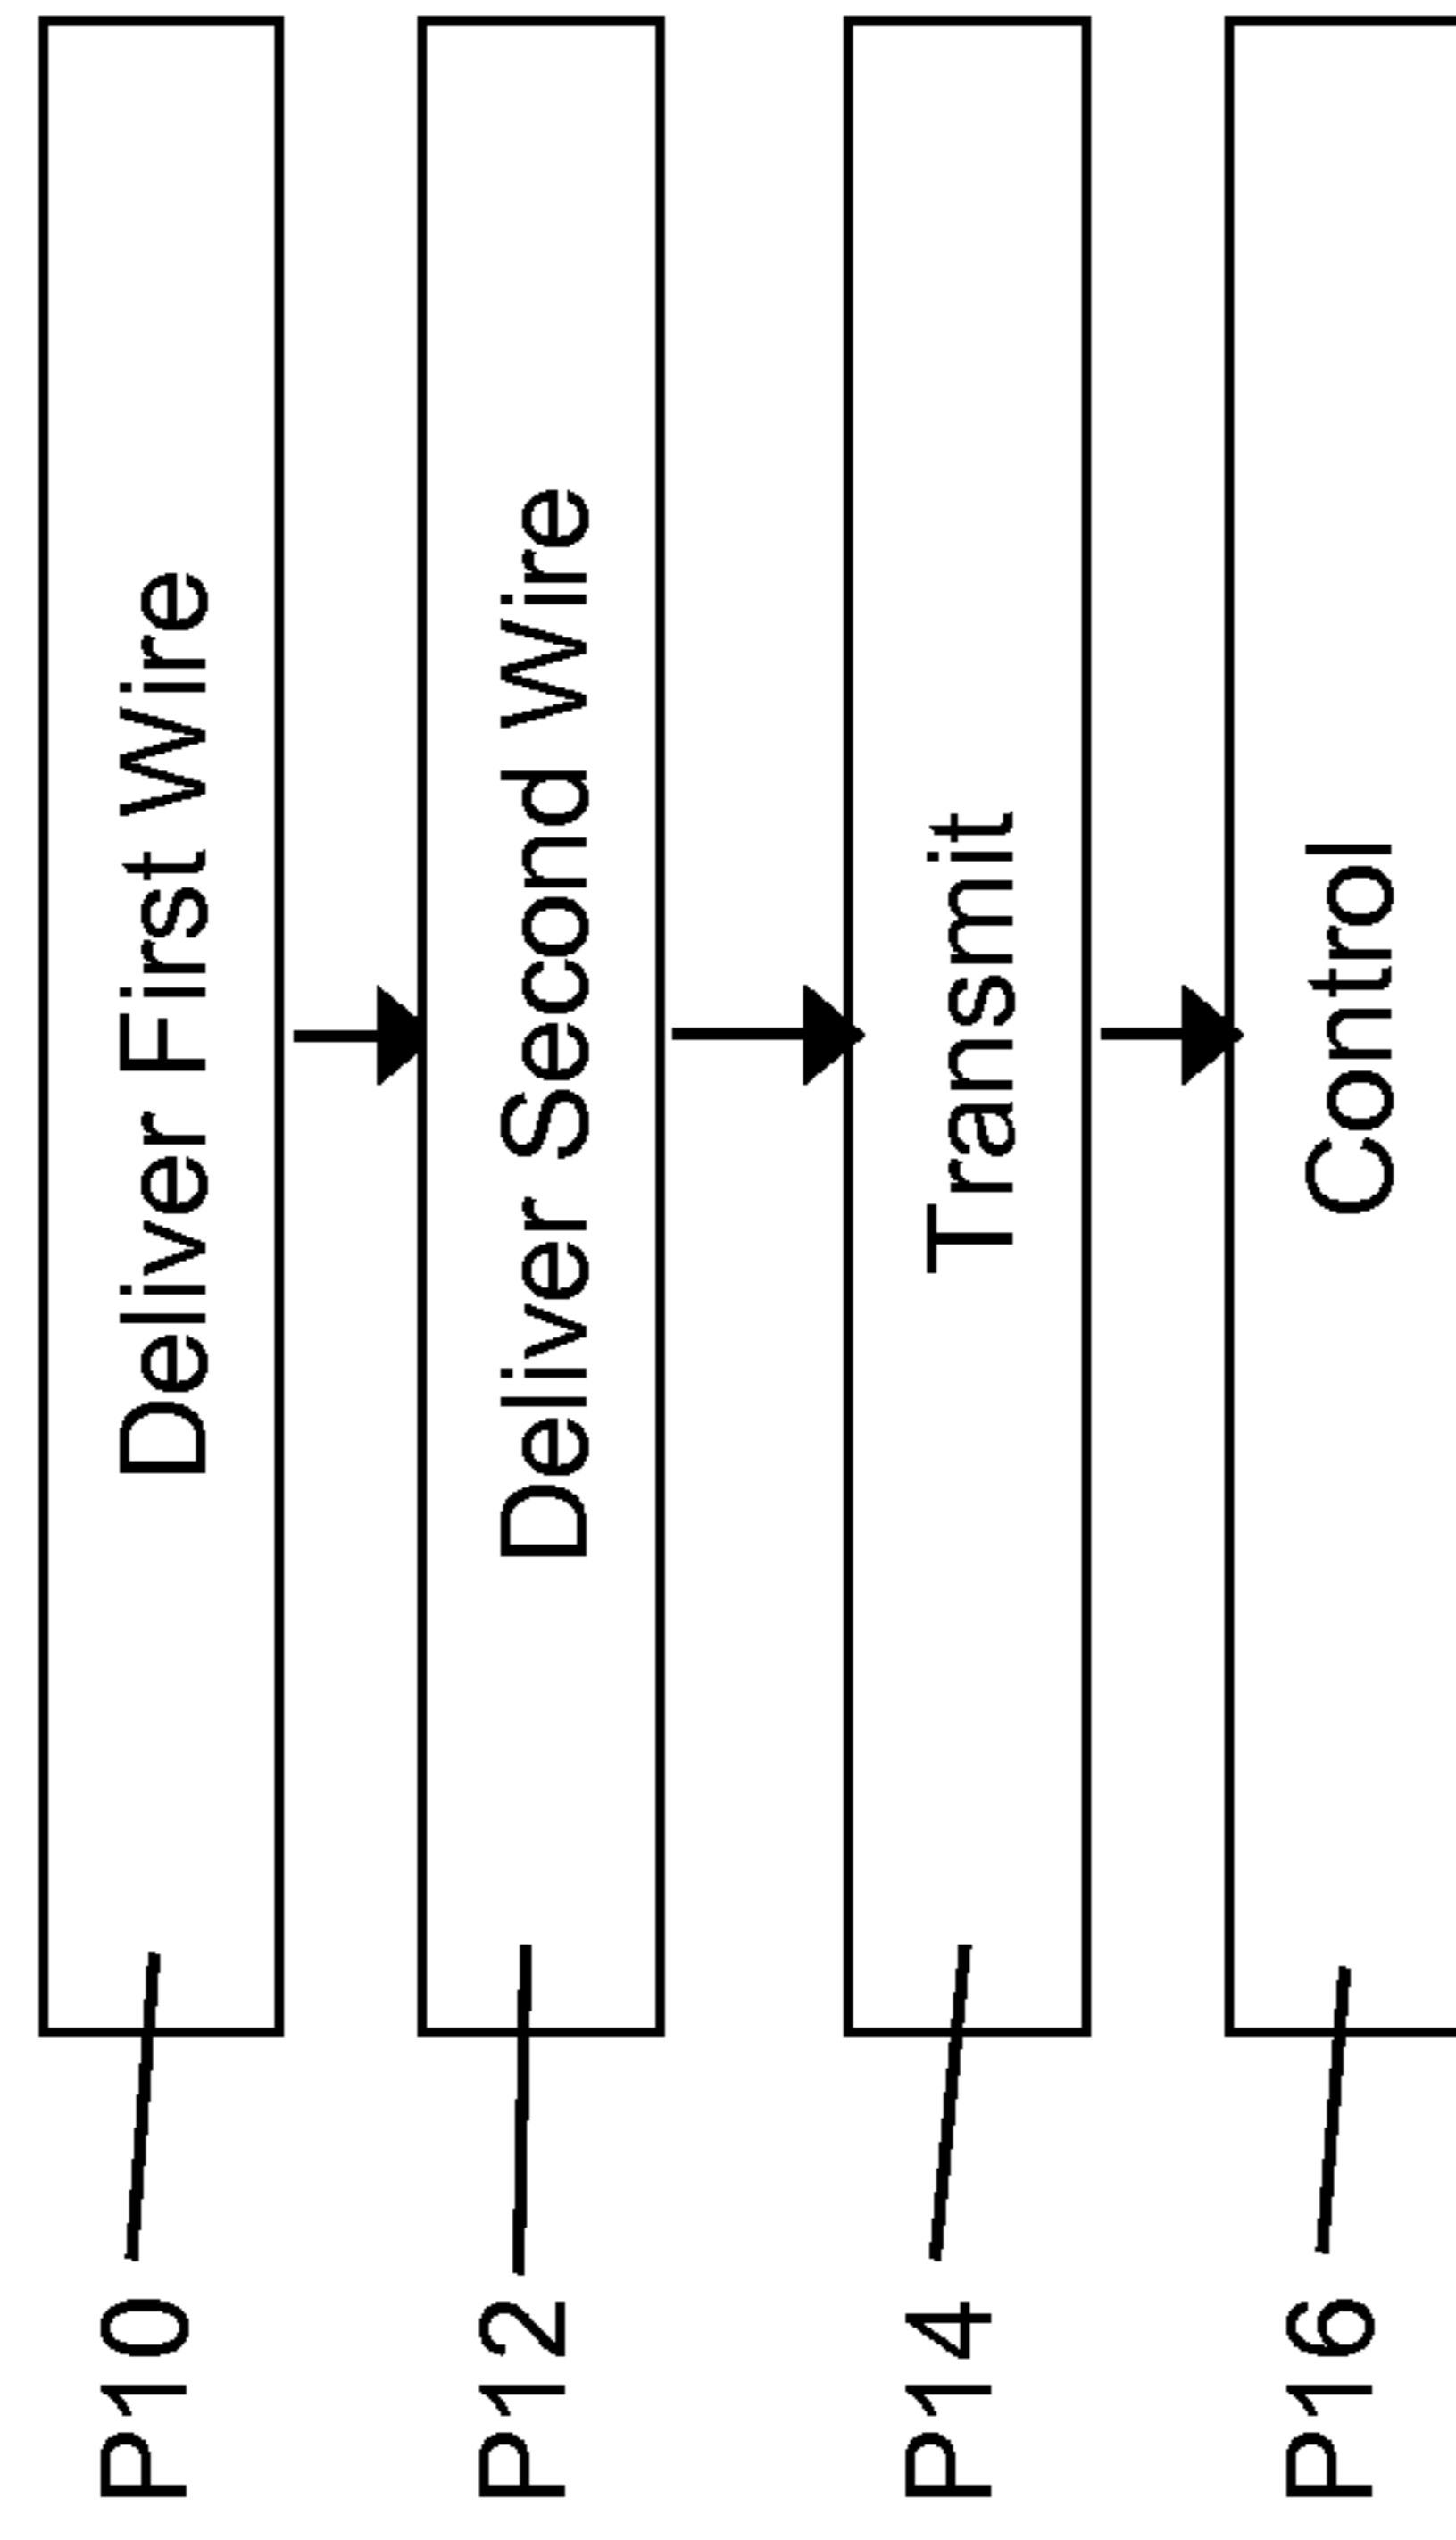 P10
Deliver First Wire
P12
Deliver Second Wire
P14
Transmit
P16
Control